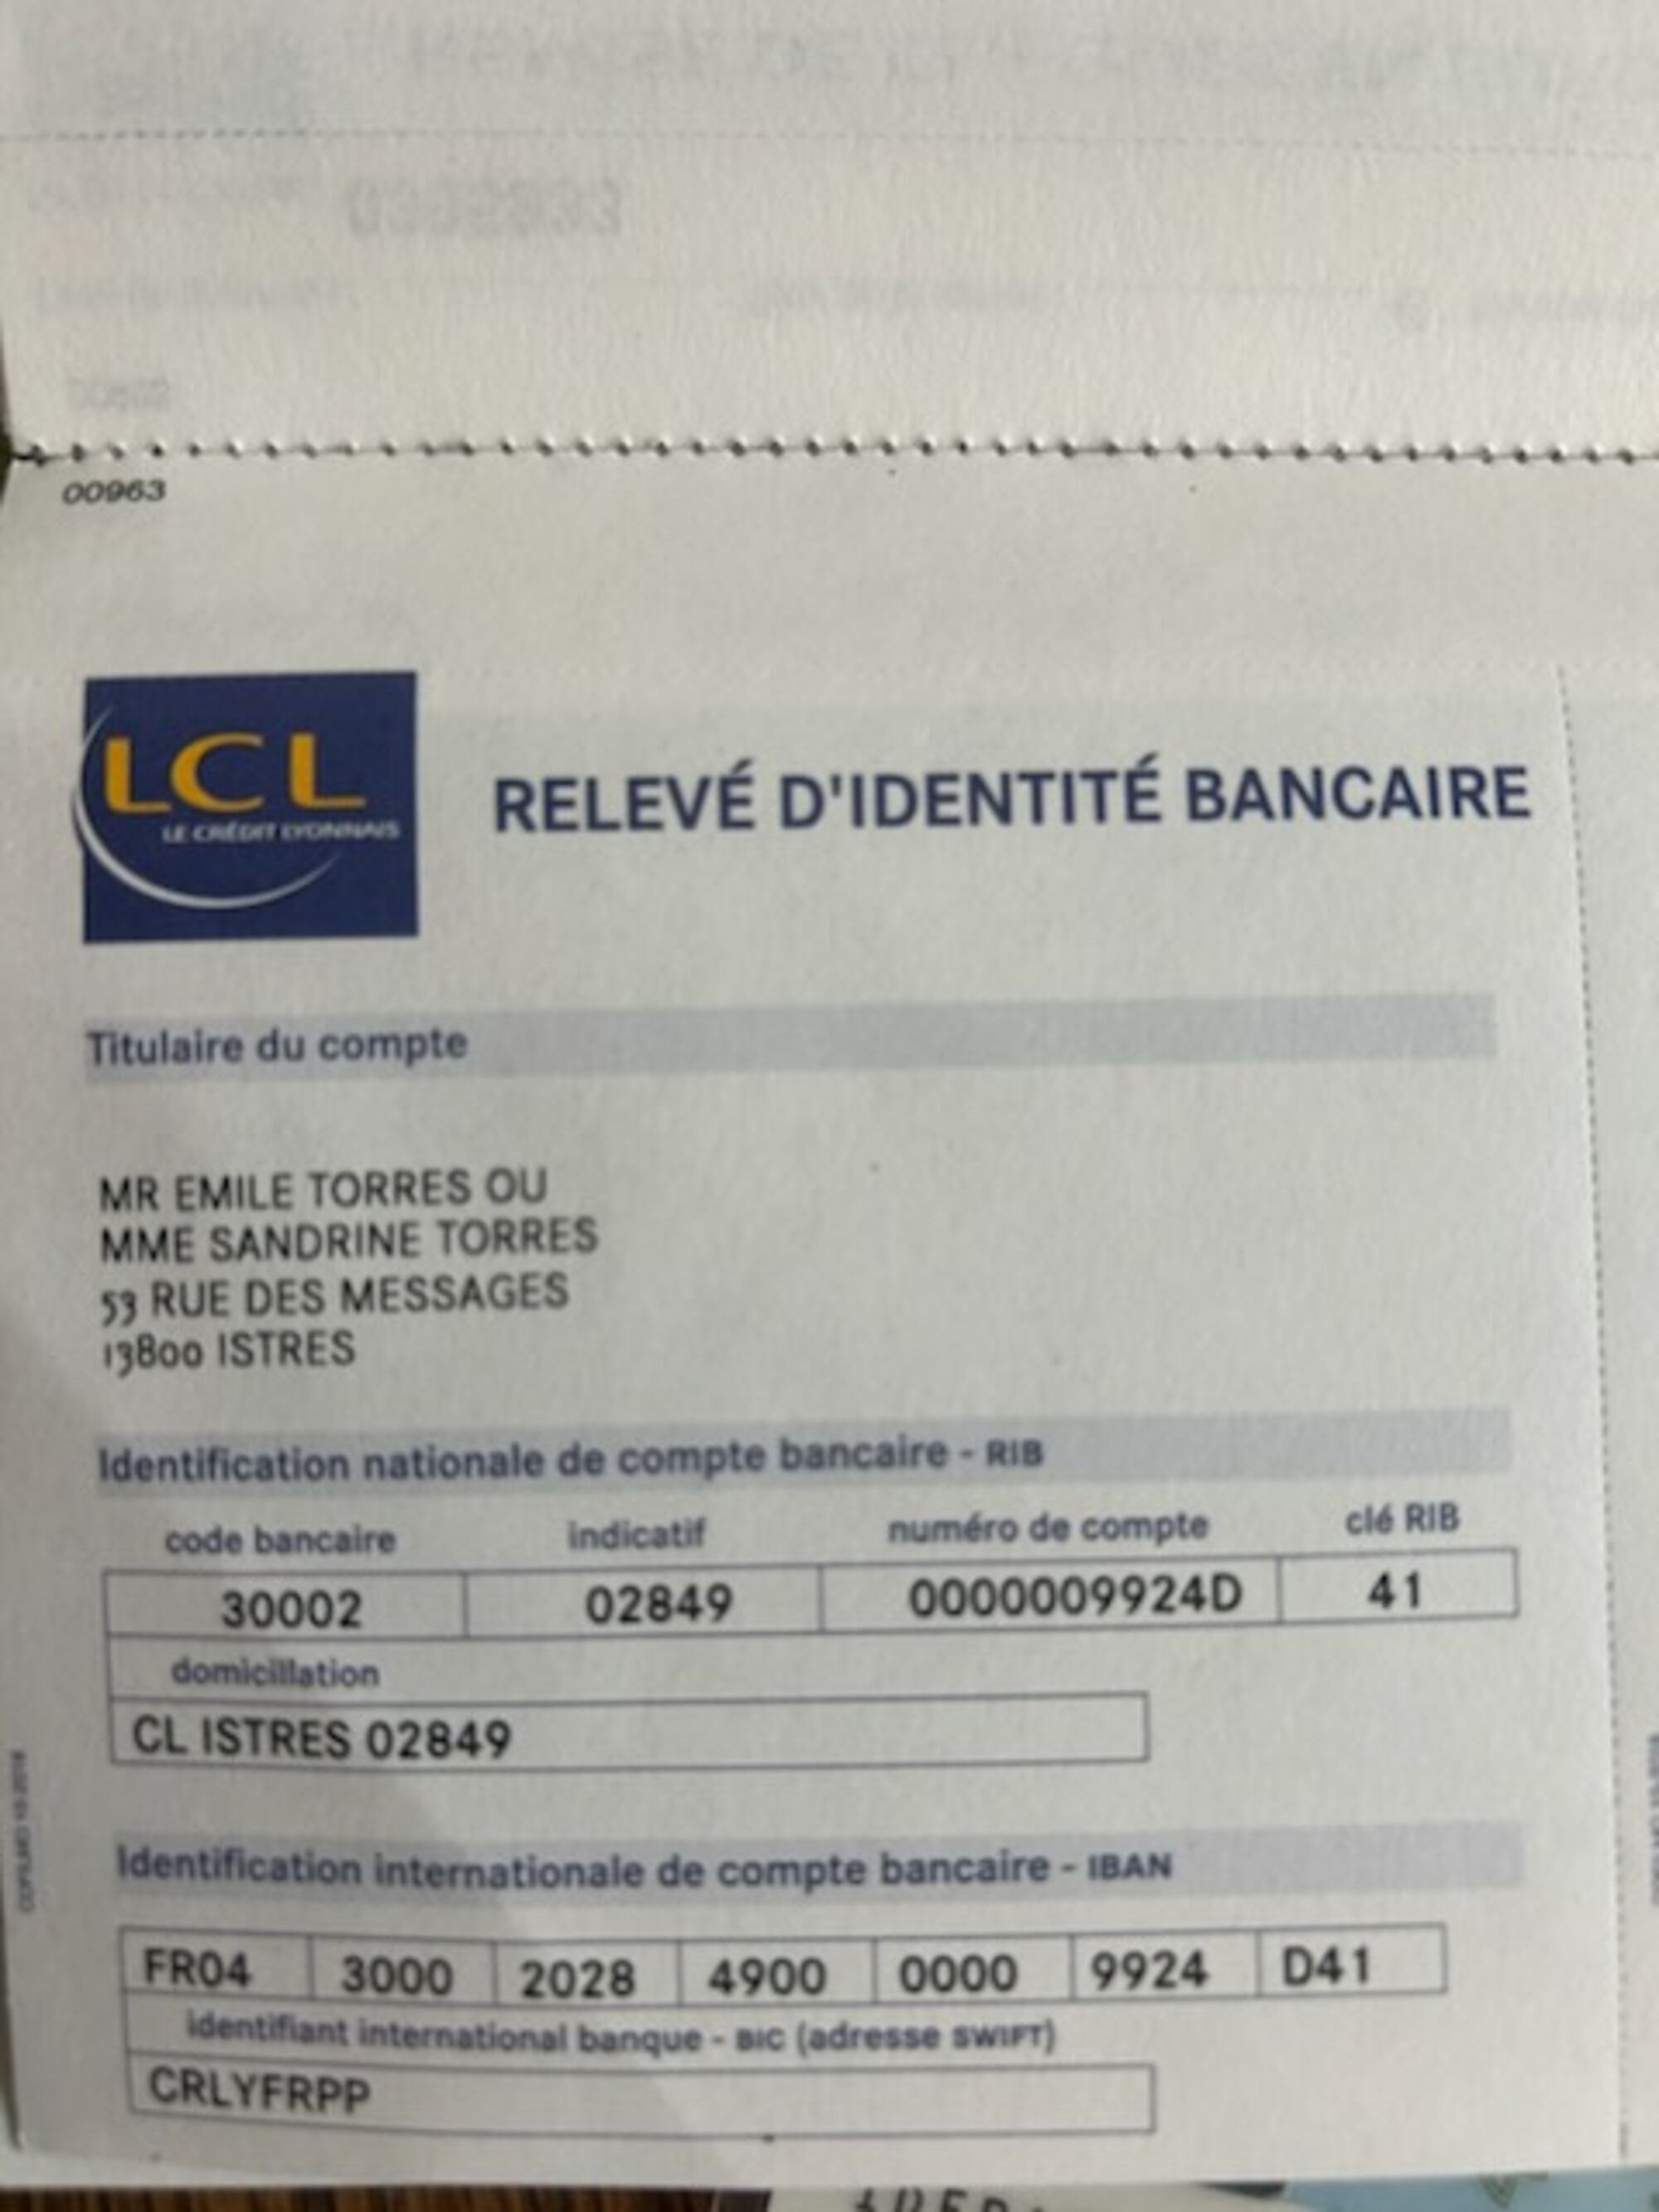 00963
LCL
LE CRÉDIT LYONNAIS
RELEVÉ D'IDENTITÉ BANCAIRE
Titulaire du compte
MR EMILE TORRES OU
MME SANDRINE TORRES
53 RUE DES MESSAGES
13800 ISTRES
Identification nationale de compte bancaire - RIB
code bancaire indicatif numéro de compte clé RIB
30002 02849 0000009924D 41
domicillation
CL ISTRES 02849
Identification internationale de compte bancaire - IBAN
FR04 3000 2028 4900 0000 9924 D41
identifiant international banque - BIC (adresse SWIFT)
CRLYFRPP